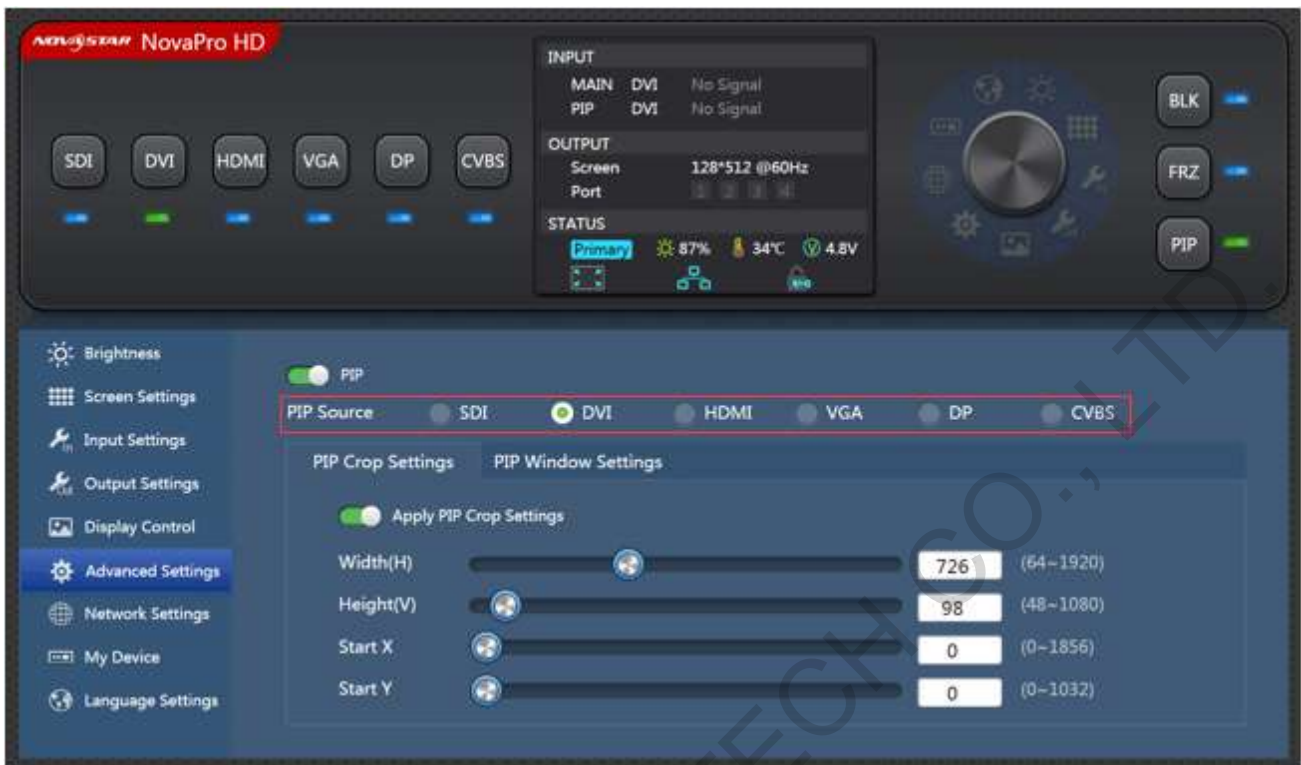 NOVASTAR NovaPro HD
SDI DVI HDMI VGA DP CVBS
INPUT
MAIN DVI No Signal
PIP DVI No Signal
OUTPUT
Screen 128*512 @60Hz
Port 1 2 3 4
STATUS
Primary 87% 34℃ 4.8V
BLK
FRZ
PIP
Brightness
Screen Settings
Input Settings
Output Settings
Display Control
Advanced Settings
Network Settings
My Device
Language Settings
PIP
PIP Source SDI DVI HDMI VGA DP CVBS
PIP Crop Settings PIP Window Settings
Apply PIP Crop Settings
Width(H) 726 (64~1920)
Height(V) 98 (48~1080)
Start X 0 (0~1856)
Start Y 0 (0~1032)
TECH CO., LTD.